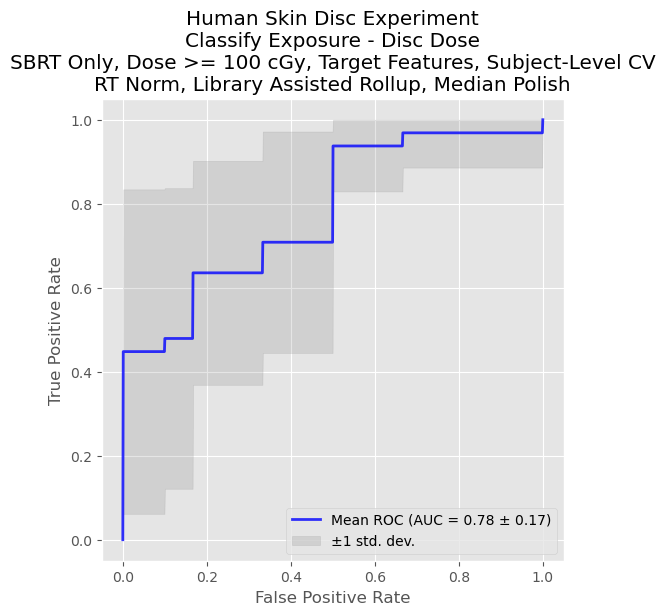 Human Skin Disc Experiment
Classify Exposure - Disc Dose
SBRT Only, Dose >= 100 cGy, Target Features, Subject-Level CV
RT Norm, Library Assisted Rollup, Median Polish
True Positive Rate
1.0
0.8
0.6
0.4
0.2
0.0
Mean ROC (AUC = 0.78 ± 0.17)
±1 std. dev.
0.0 0.2 0.4 0.6 0.8 1.0
False Positive Rate